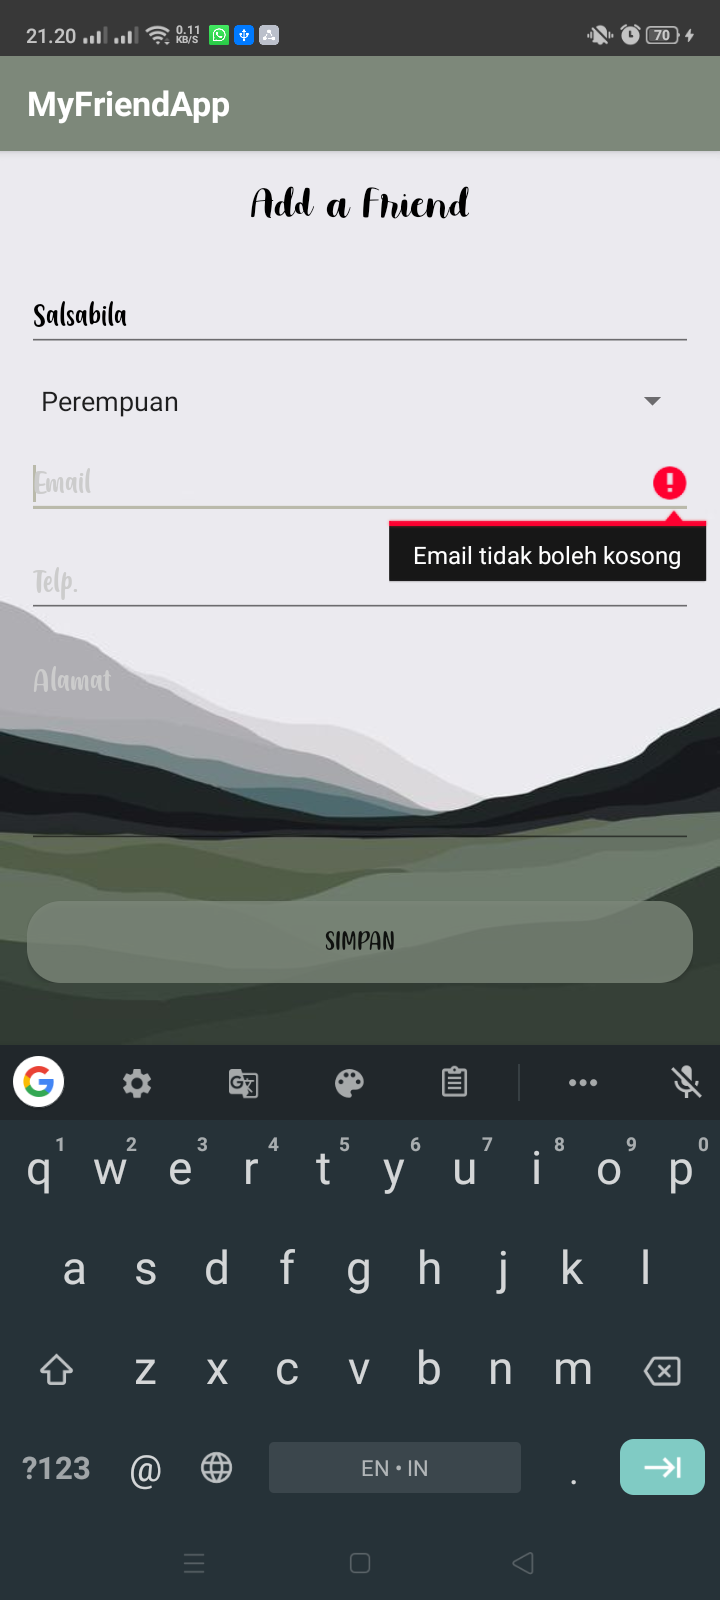 21.20 0.11 KB/S 70
MyFriendApp
Add a Friend
Salsabila
Perempuan
Email
Email tidak boleh kosong
Telp.
Alamat
SIMPAN
G G
1 2 3 4 5 6 7 8 9 0
q w e r t y u i o p
a s d f g h j k l
z x c v b n m
?123 @ EN • IN .